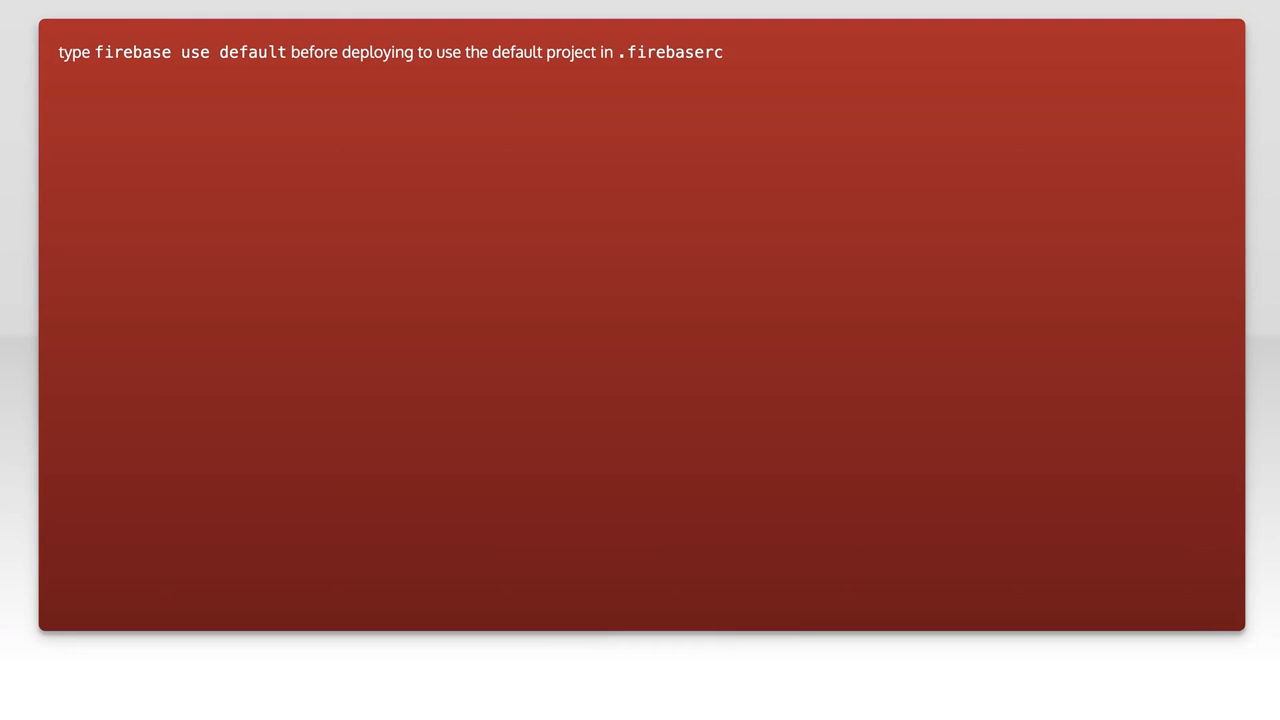 type firebase use default before deploying to use the default project in .firebaserc